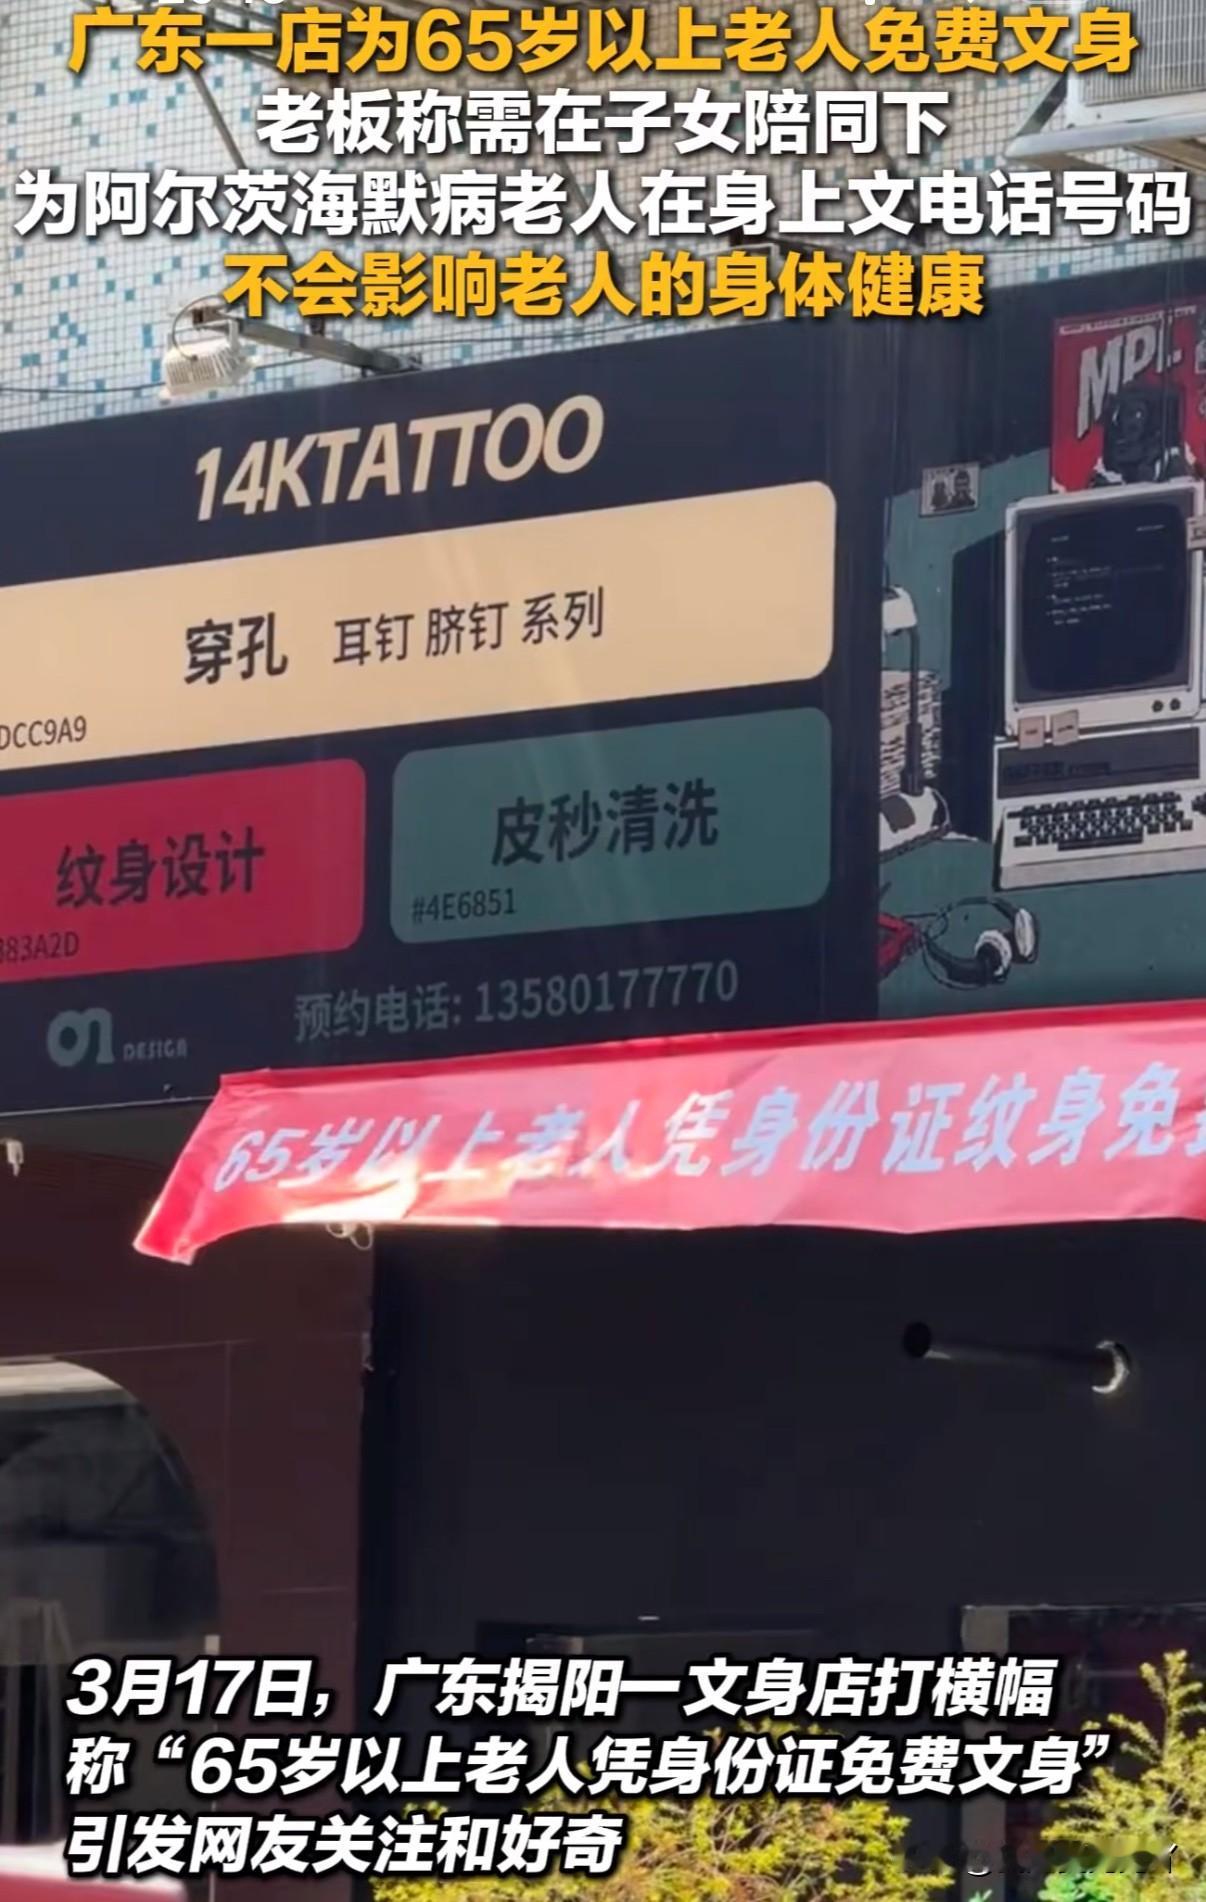 广东一店为65岁以上老人免费文身
老板称需在子女陪同下
为阿尔茨海默病老人在身上文电话号码
不会影响老人的身体健康
14KTATTOO
穿孔 耳钉 脐钉 系列
DCC9A9
纹身设计
883A2D
皮秒清洗
#4E6851
预约电话: 13580177770
DESIGN
65岁以上老人凭身份证纹身免
3月17日，广东揭阳一文身店打横幅
称“65岁以上老人凭身份证免费文身”
引发网友关注和好奇